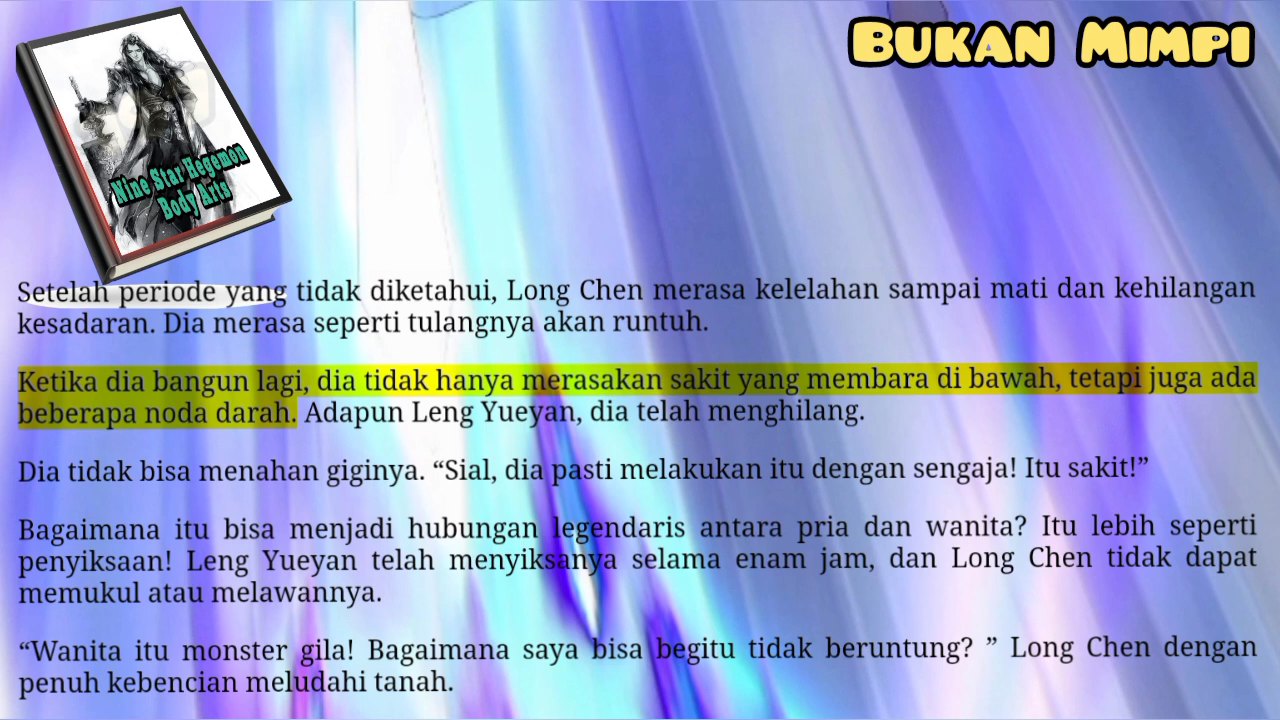 Bukan Mimpi
Nine Star Hegemon
Body Arts
Setelah periode yang tidak diketahui, Long Chen merasa kelelahan sampai mati dan kehilangan
kesadaran. Dia merasa seperti tulangnya akan runtuh.
Ketika dia bangun lagi, dia tidak hanya merasakan sakit yang membara di bawah, tetapi juga ada
beberapa noda darah. Adapun Leng Yueyan, dia telah menghilang.
Dia tidak bisa menahan giginya. “Sial, dia pasti melakukan itu dengan sengaja! Itu sakit!”
Bagaimana itu bisa menjadi hubungan legendaris antara pria dan wanita? Itu lebih seperti
penyiksaan! Leng Yueyan telah menyiksanya selama enam jam, dan Long Chen tidak dapat
memukul atau melawannya.
“Wanita itu monster gila! Bagaimana saya bisa begitu tidak beruntung? ” Long Chen dengan
penuh kebencian meludahi tanah.